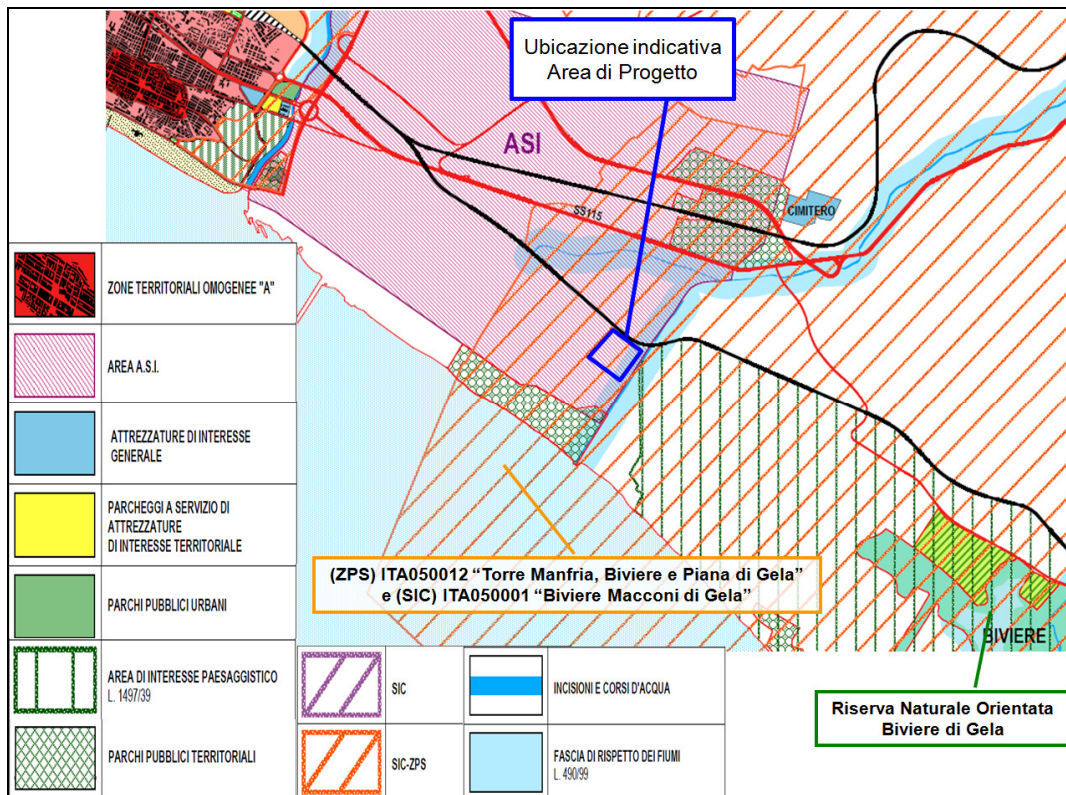 Ubicazione indicativa
Area di Progetto
ASI
CIMITERO
SS115
ZONE TERRITORIALI OMOGENEE "A"
AREA A.S.I.
ATTREZZATURE DI INTERESSE
GENERALE
PARCHEGGI A SERVIZIO DI
ATTREZZATURE
DI INTERESSE TERRITORIALE
PARCHI PUBBLICI URBANI
AREA DI INTERESSE PAESAGGISTICO
L. 1497/39
PARCHI PUBBLICI TERRITORIALI
(ZPS) ITA050012 “Torre Manfria, Biviere e Piana di Gela”
e (SIC) ITA050001 “Biviere Macconi di Gela”
BIVIERE
SIC
SIC-ZPS
INCISIONI E CORSI D'ACQUA
FASCIA DI RISPETTO DEI FIUMI
L. 490/99
Riserva Naturale Orientata
Biviere di Gela